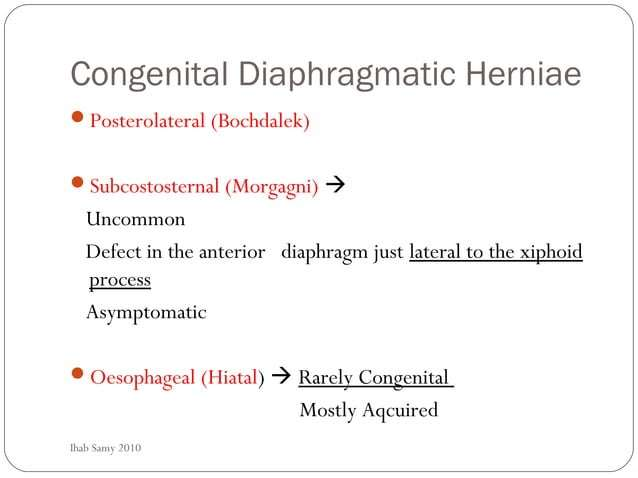 Congenital Diaphragmatic Herniae
Posterolateral (Bochdalek)
Subcostosternal (Morgagni) →
Uncommon
Defect in the anterior diaphragm just lateral to the xiphoid
process
Asymptomatic
Oesophageal (Hiatal) → Rarely Congenital
Mostly Aqcuired
Ihab Samy 2010